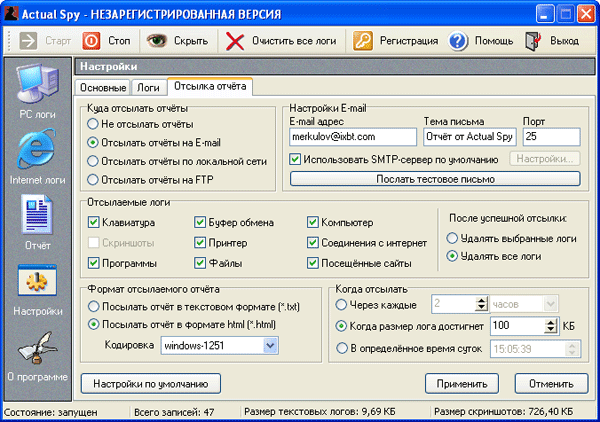 Actual Spy - НЕЗАРЕГИСТРИРОВАННАЯ ВЕРСИЯ
Старт Стоп Скрыть Очистить все логи Регистрация Помощь Выход
Настройки
Основные Логи Отсылка отчёта
PC логи
Internet логи
Отчёт
Настройки
О программе
Куда отсылать отчёты
Не отсылать отчёты
Отсылать отчёты на E-mail
Отсылать отчёты по локальной сети
Отсылать отчёты на FTP
Настройки E-mail
E-mail адрес Тема письма Порт
merkulov@ixbt.com Отчёт от Actual Spy 25
Использовать SMTP-сервер по умолчанию Настройки...
Послать тестовое письмо
Отсылаемые логи
Клавиатура Буфер обмена Компьютер
Скриншоты Принтер Соединения с интернет
Программы Файлы Посещённые сайты
После успешной отсылки:
Удалять выбранные логи
Удалять все логи
Формат отсылаемого отчёта
Посылать отчёт в текстовом формате (*.txt)
Посылать отчёт в формате html (*.html)
Кодировка windows-1251
Когда отсылать
Через каждые 2 часов
Когда размер лога достигнет 100 КБ
В определённое время суток 15:05:39
Настройки по умолчанию Применить Отменить
Состояние: запущен Всего записей: 47 Размер текстовых логов: 9,69 КБ Размер скриншотов: 726,40 КБ